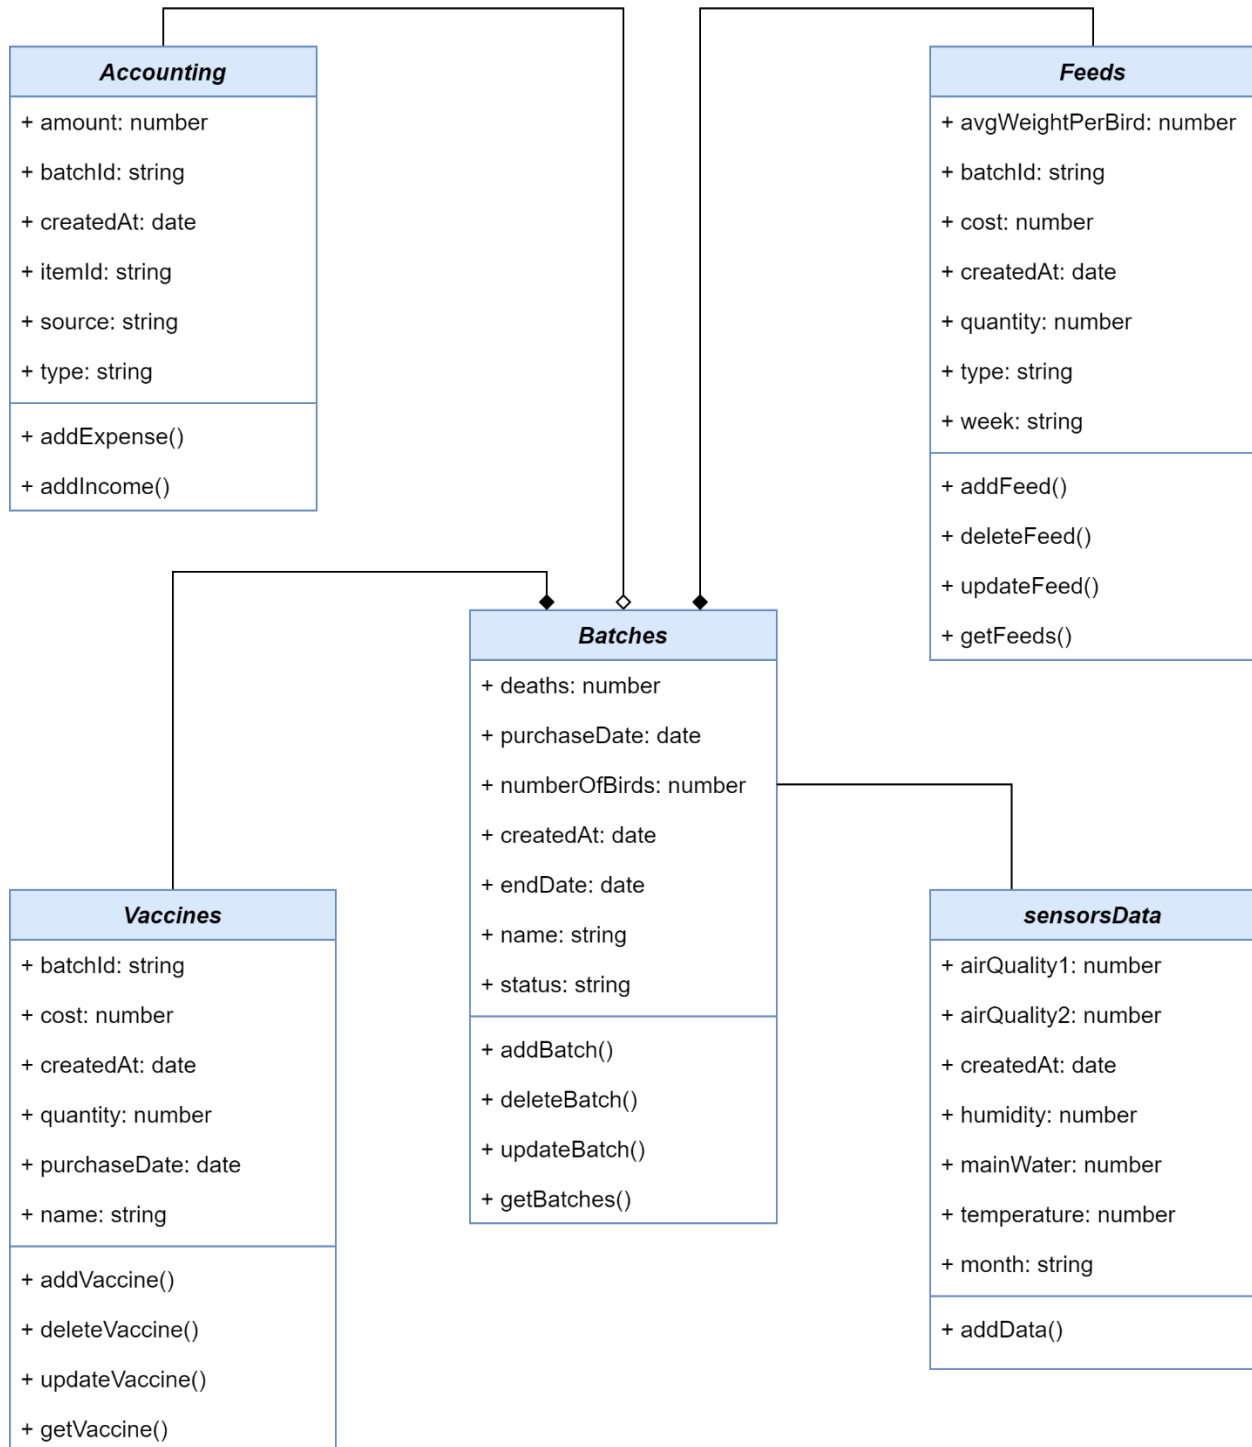 Accounting
+ amount: number
+ batchId: string
+ createdAt: date
+ itemId: string
+ source: string
+ type: string
+ addExpense()
+ addIncome()
Feeds
+ avgWeightPerBird: number
+ batchId: string
+ cost: number
+ createdAt: date
+ quantity: number
+ type: string
+ week: string
+ addFeed()
+ deleteFeed()
+ updateFeed()
+ getFeeds()
Batches
+ deaths: number
+ purchaseDate: date
+ numberOfBirds: number
+ createdAt: date
+ endDate: date
+ name: string
+ status: string
+ addBatch()
+ deleteBatch()
+ updateBatch()
+ getBatches()
Vaccines
+ batchId: string
+ cost: number
+ createdAt: date
+ quantity: number
+ purchaseDate: date
+ name: string
+ addVaccine()
+ deleteVaccine()
+ updateVaccine()
+ getVaccine()
sensorsData
+ airQuality1: number
+ airQuality2: number
+ createdAt: date
+ humidity: number
+ mainWater: number
+ temperature: number
+ month: string
+ addData()